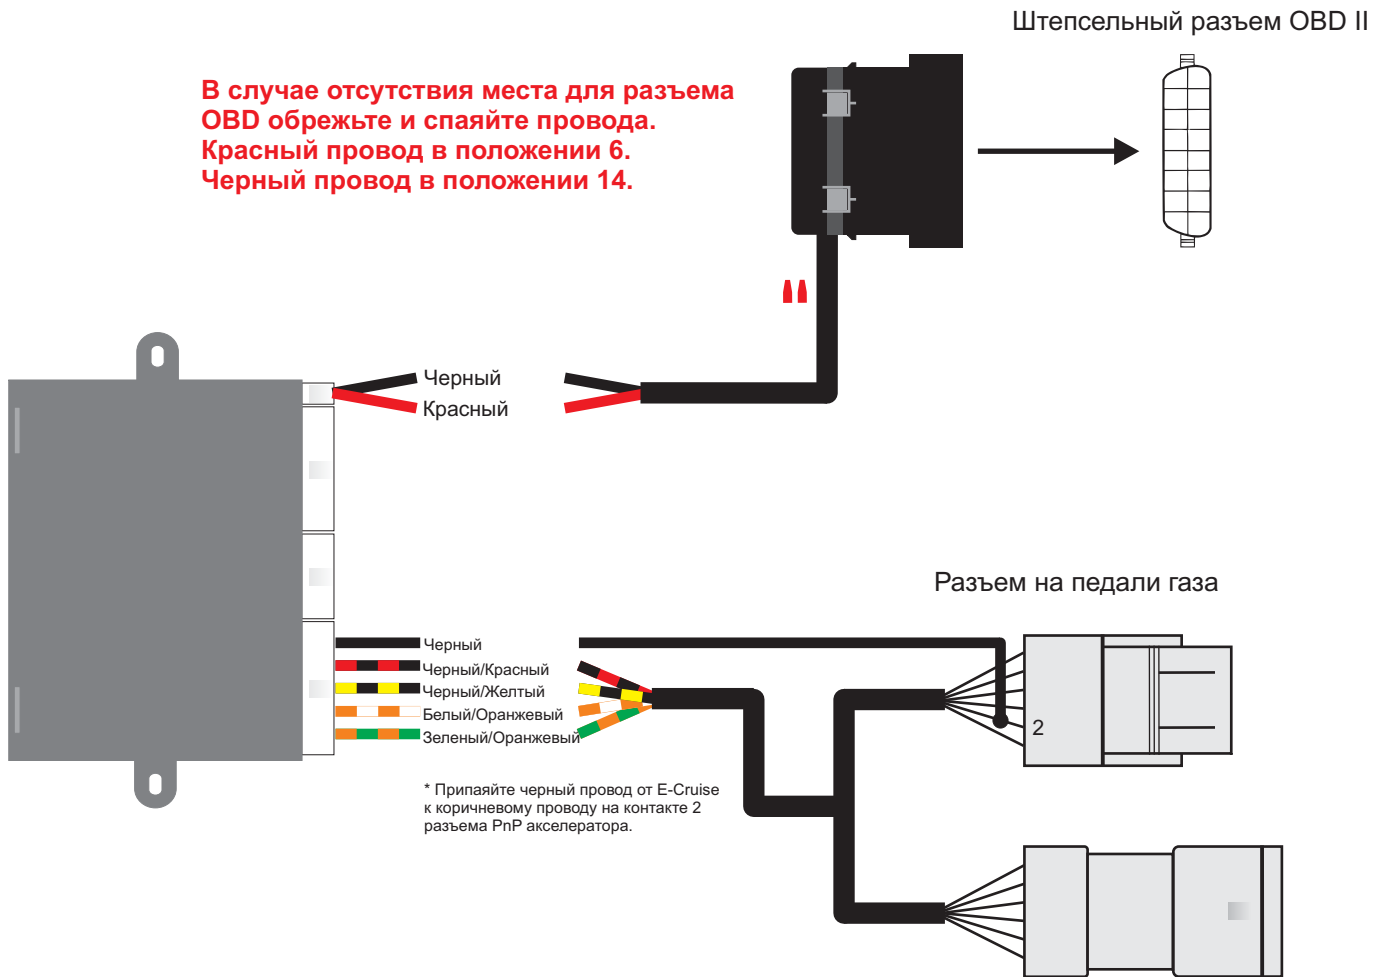 Штепсельный разъем OBD II
В случае отсутствия места для разъема
OBD обрежьте и спаяйте провода.
Красный провод в положении 6.
Черный провод в положении 14.
Черный
Красный
Разъем на педали газа
Черный
Черный/Красный
Черный/Желтый
Белый/Оранжевый
Зеленый/Оранжевый
2
* Припаяйте черный провод от E-Cruise
к коричневому проводу на контакте 2
разъема PnP акселератора.